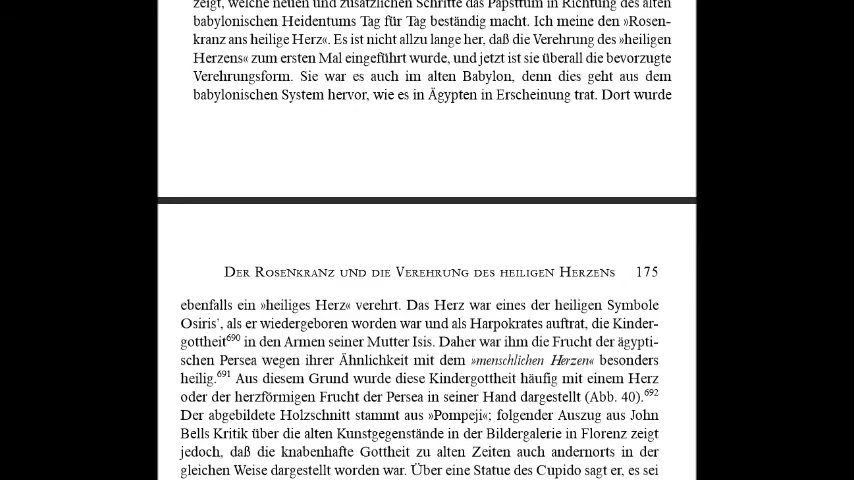 zeigt, welche neuen und zusätzlichen Schritte das Papsttum in Richtung des alten
babylonischen Heidentums Tag für Tag beständig macht. Ich meine den »Rosen-
kranz ans heilige Herz«. Es ist nicht allzu lange her, daß die Verehrung des »heiligen
Herzens« zum ersten Mal eingeführt wurde, und jetzt ist sie überall die bevorzugte
Verehrungsform. Sie war es auch im alten Babylon, denn dies geht aus dem
babylonischen System hervor, wie es in Ägypten in Erscheinung trat. Dort wurde
Der Rosenkranz und die Verehrung des heiligen Herzens 175
ebenfalls ein »heiliges Herz« verehrt. Das Herz war eines der heiligen Symbole
Osiris’, als er wiedergeboren worden war und als Harpokrates auftrat, die Kinder-
gottheit690 in den Armen seiner Mutter Isis. Daher war ihm die Frucht der ägypti-
schen Persea wegen ihrer Ähnlichkeit mit dem »menschlichen Herzen« besonders
heilig.691 Aus diesem Grund wurde diese Kindergottheit häufig mit einem Herz
oder der herzförmigen Frucht der Persea in seiner Hand dargestellt (Abb. 40).692
Der abgebildete Holzschnitt stammt aus »Pompeji«; folgender Auszug aus John
Bells Kritik über die alten Kunstgegenstände in der Bildergalerie in Florenz zeigt
jedoch, daß die knabenhafte Gottheit zu alten Zeiten auch andernorts in der
gleichen Weise dargestellt worden war. Über eine Statue des Cupido sagt er, es sei